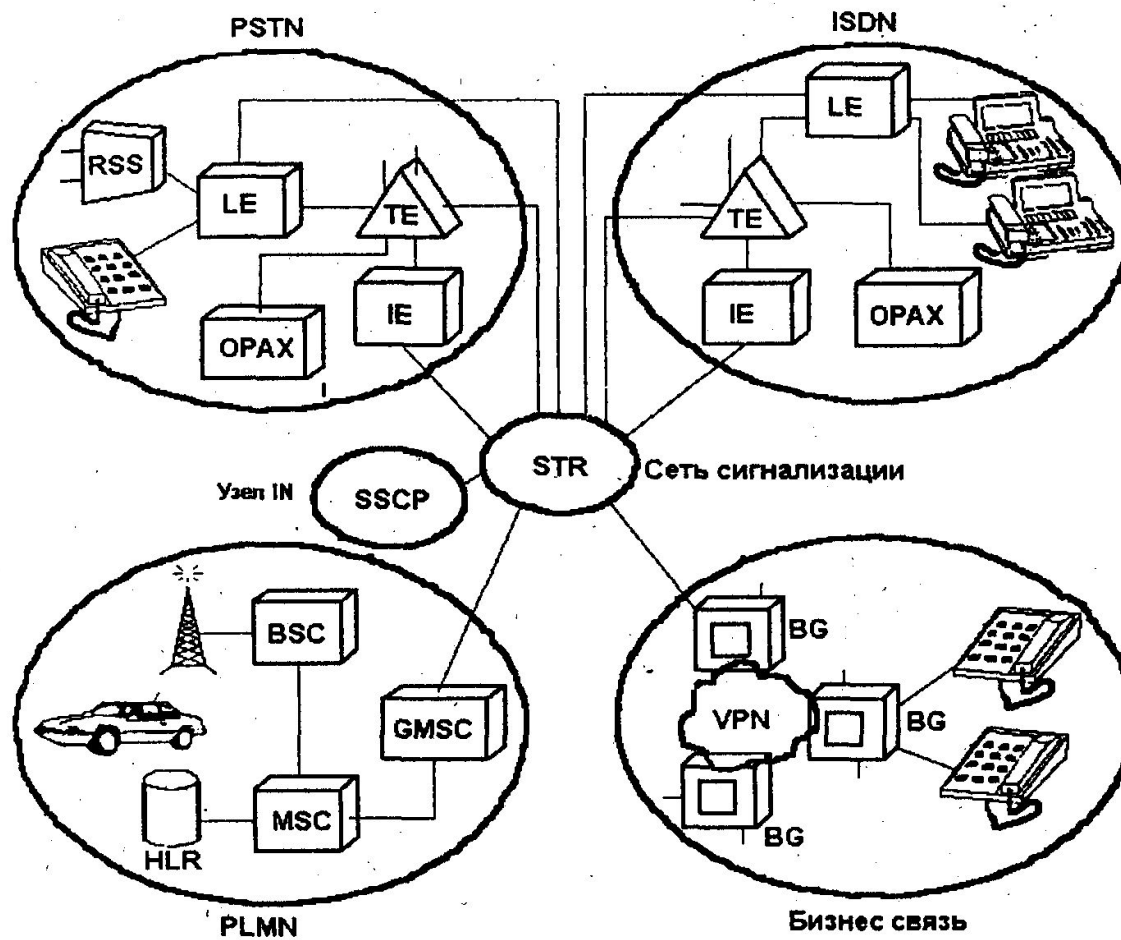 PSTN
ISDN
RSS
LE
TE
OPAX
IE
LE
TE
IE
OPAX
STR
Сеть сигнализации
Узел IN
SSCP
BSC
GMSC
MSC
HLR
PLMN
BG
VPN
BG
BG
Бизнес связь